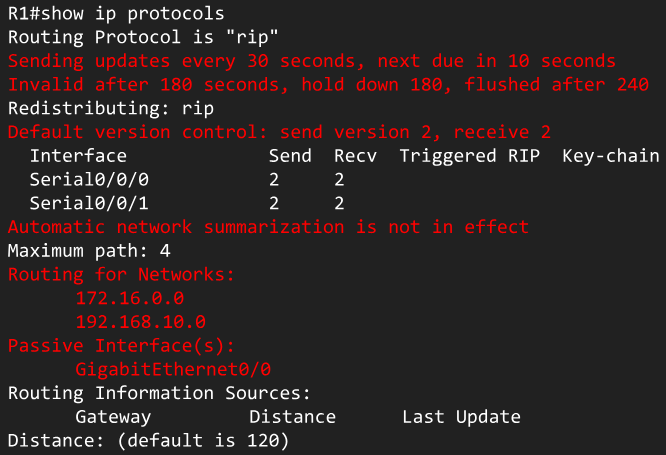 R1#show ip protocols
Routing Protocol is "rip"
Sending updates every 30 seconds, next due in 10 seconds
Invalid after 180 seconds, hold down 180, flushed after 240
Redistributing: rip
Default version control: send version 2, receive 2
Interface Send Recv Triggered RIP Key-chain
Serial0/0/0 2 2
Serial0/0/1 2 2
Automatic network summarization is not in effect
Maximum path: 4
Routing for Networks:
172.16.0.0
192.168.10.0
Passive Interface(s):
GigabitEthernet0/0
Routing Information Sources:
Gateway Distance Last Update
Distance: (default is 120)